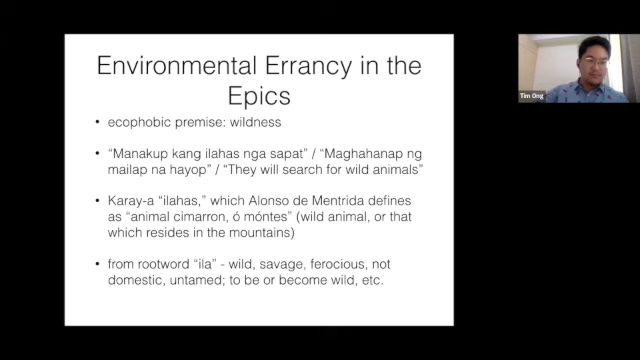 Environmental Errancy in the
Epics
• ecophobic premise: wildness
• “Manakup kang ilahas nga sapat” / “Maghahanap ng
mailap na hayop” / “They will search for wild animals”
• Karay-a “ilahas,” which Alonso de Mentrida defines
as “animal cimarron, ó móntes” (wild animal, or that
which resides in the mountains)
• from rootword “ila” - wild, savage, ferocious, not
domestic, untamed; to be or become wild, etc.
Tim Ong